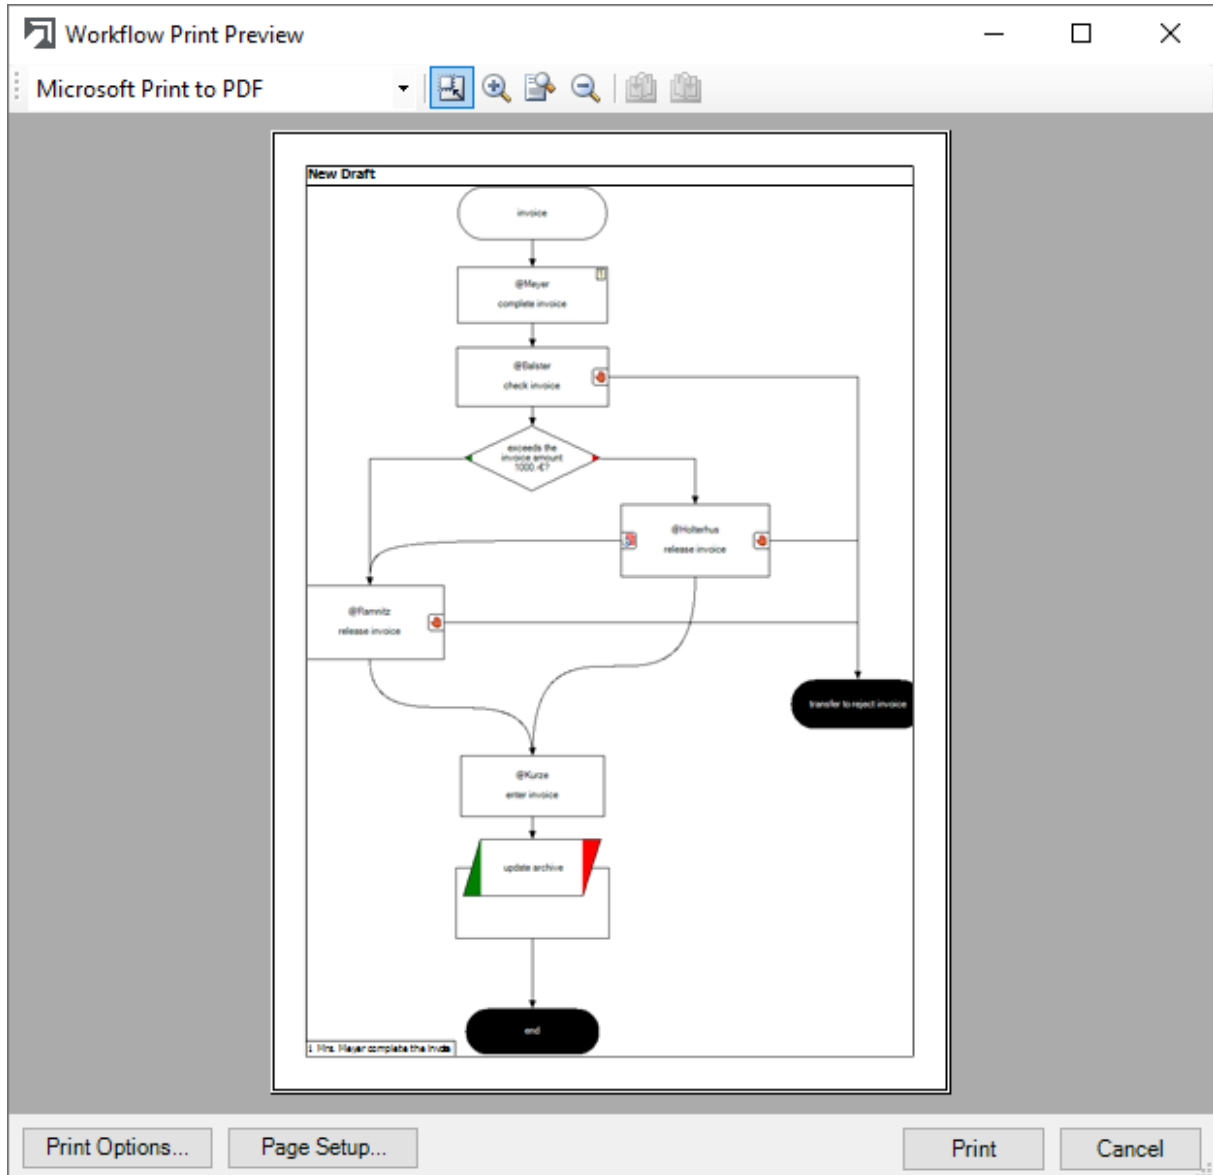 Workflow Print Preview
Microsoft Print to PDF
New Draft
invoice
@Meyer
complete invoice
@Balster
check invoice
exceeds the
invoice amount
1000,-€?
@Holterhus
release invoice
@Ramnitz
release invoice
transfer to reject invoice
@Kurze
enter invoice
update archive
end
1 Mrs. Meyer complete the
Print Options...
Page Setup...
Print
Cancel